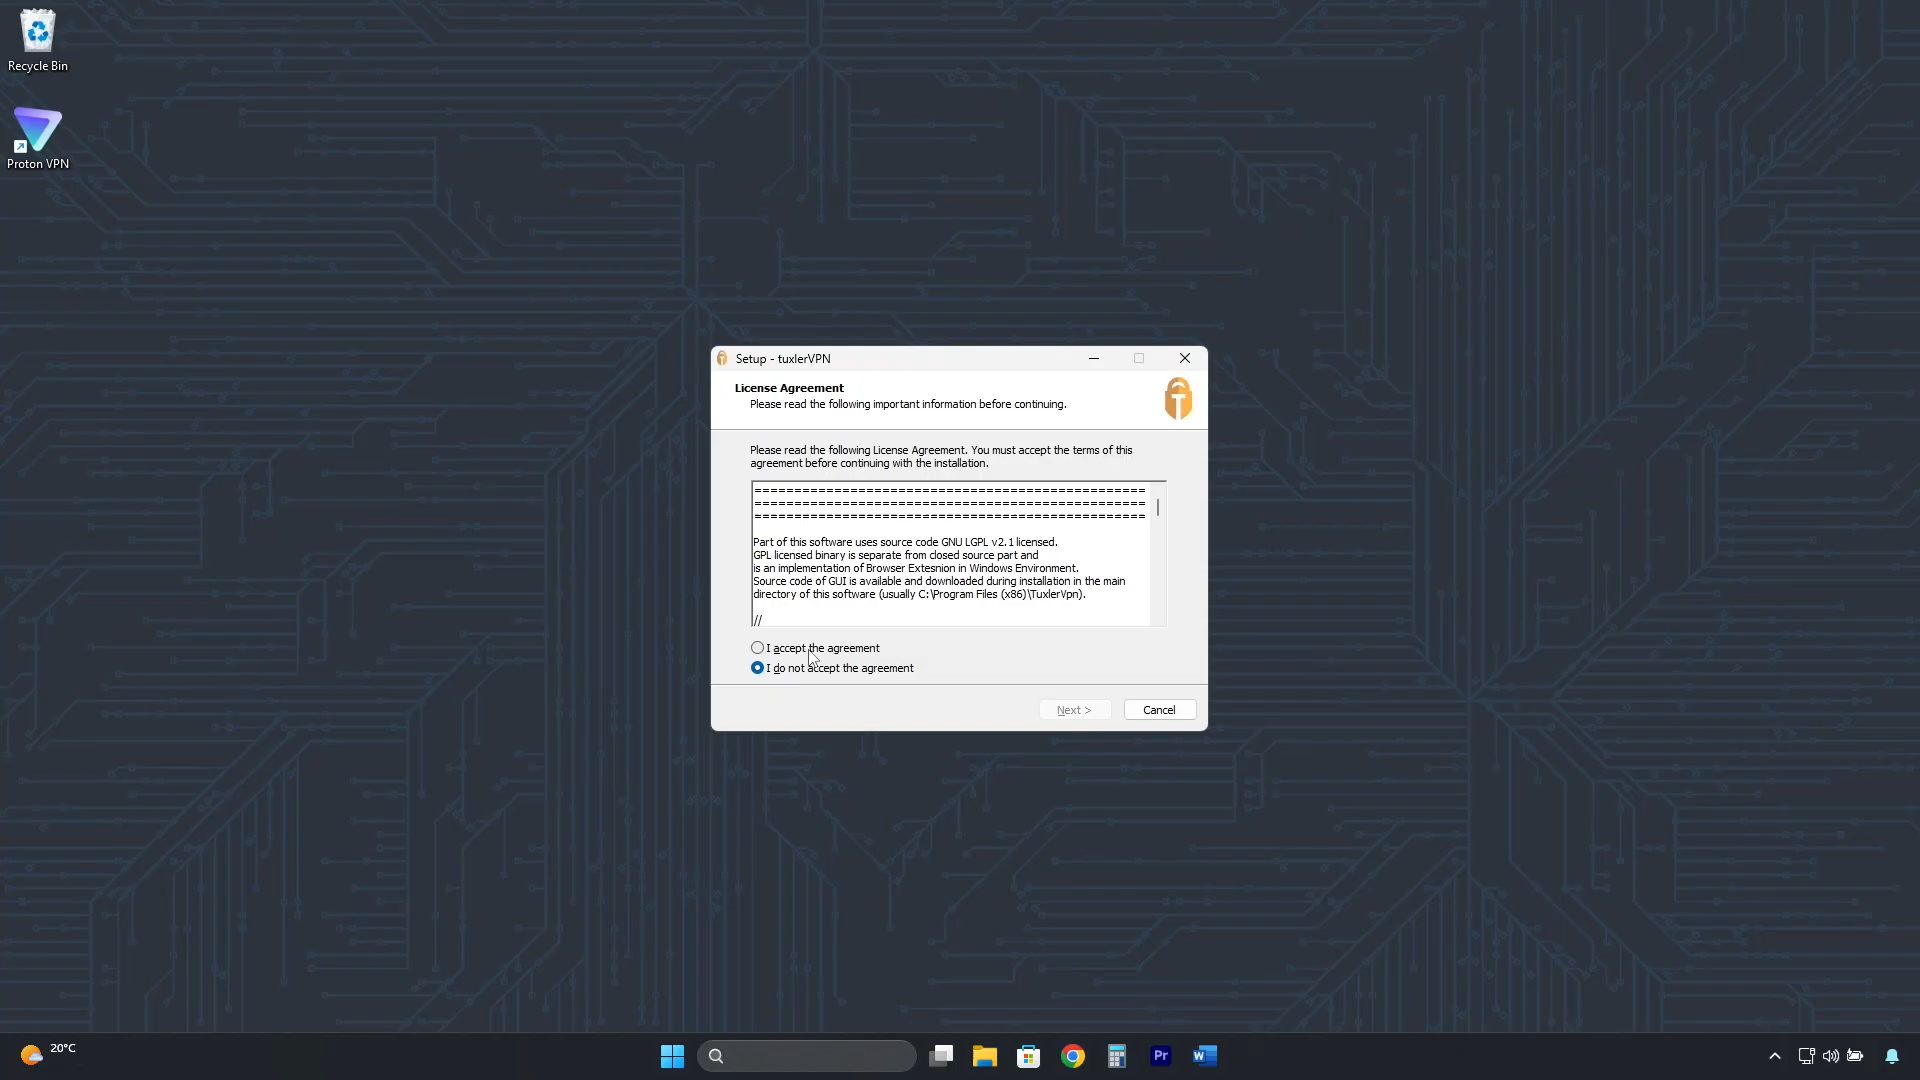 Recycle Bin
Proton VPN
Setup - tuxlerVPN
License Agreement
Please read the following important information before continuing.
T
Please read the following License Agreement. You must accept the terms of this
agreement before continuing with the installation.
=================================================
=================================================
=================================================
Part of this software uses source code GNU LGPL v2.1 licensed.
GPL licensed binary is separate from closed source part and
is an implementation of Browser Extesnion in Windows Environment.
Source code of GUI is available and downloaded during installation in the main
directory of this software (usually C:\Program Files (x86)\TuxlerVpn).
//
I accept the agreement
I do not accept the agreement
Next >
Cancel
20°C
Pr
W